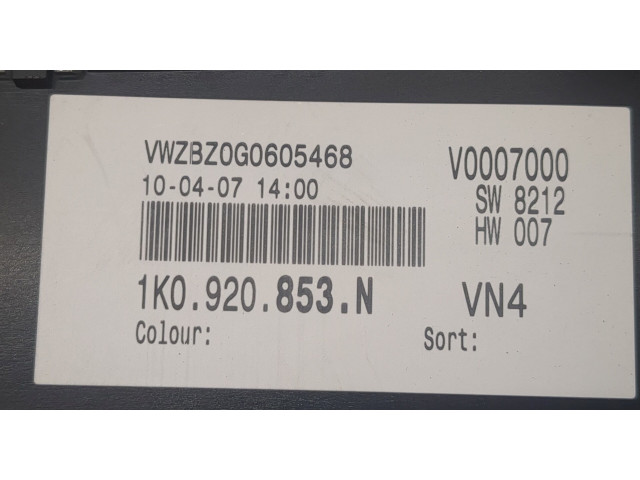 VWZBZ0G0605468 V0007000
10-04-07 14:00 SW 8212
HW 007
1K0.920.853.N VN4
Colour: Sort: